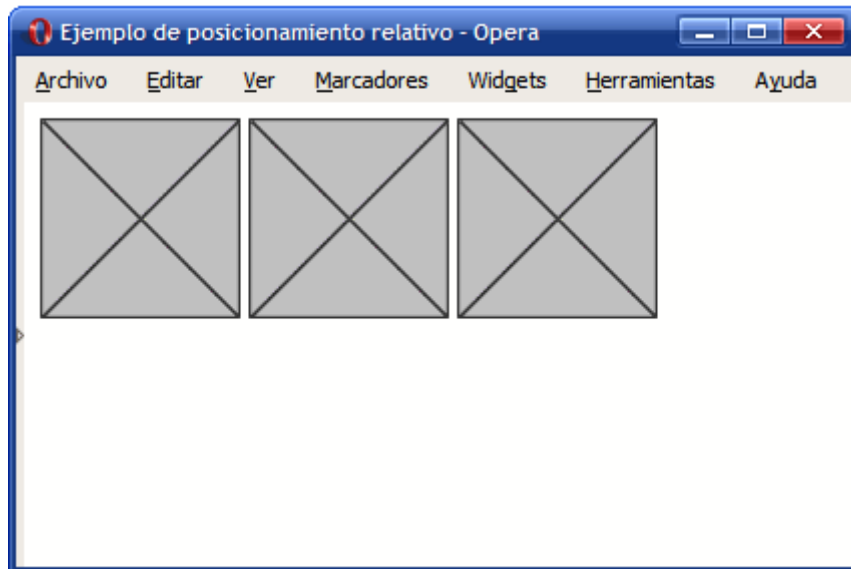 Ejemplo de posicionamiento relativo - Opera
Archivo Editar Ver Marcadores Widgets Herramientas Ayuda